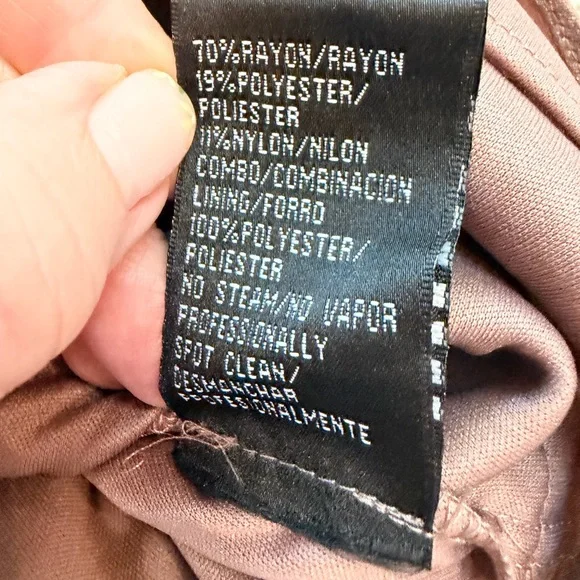 70%RAYON/RAYON
19%POLYESTER/
POLIESTER
11%NYLON/NILON
COMBO/COMBINACION
LINING/FORRO
100%POLYESTER/
POLIESTER
NO STEAM/NO VAPOR
PROFESSIONALLY
SPOT CLEAN/
DESMANCHAR
PROFESIONALMENTE